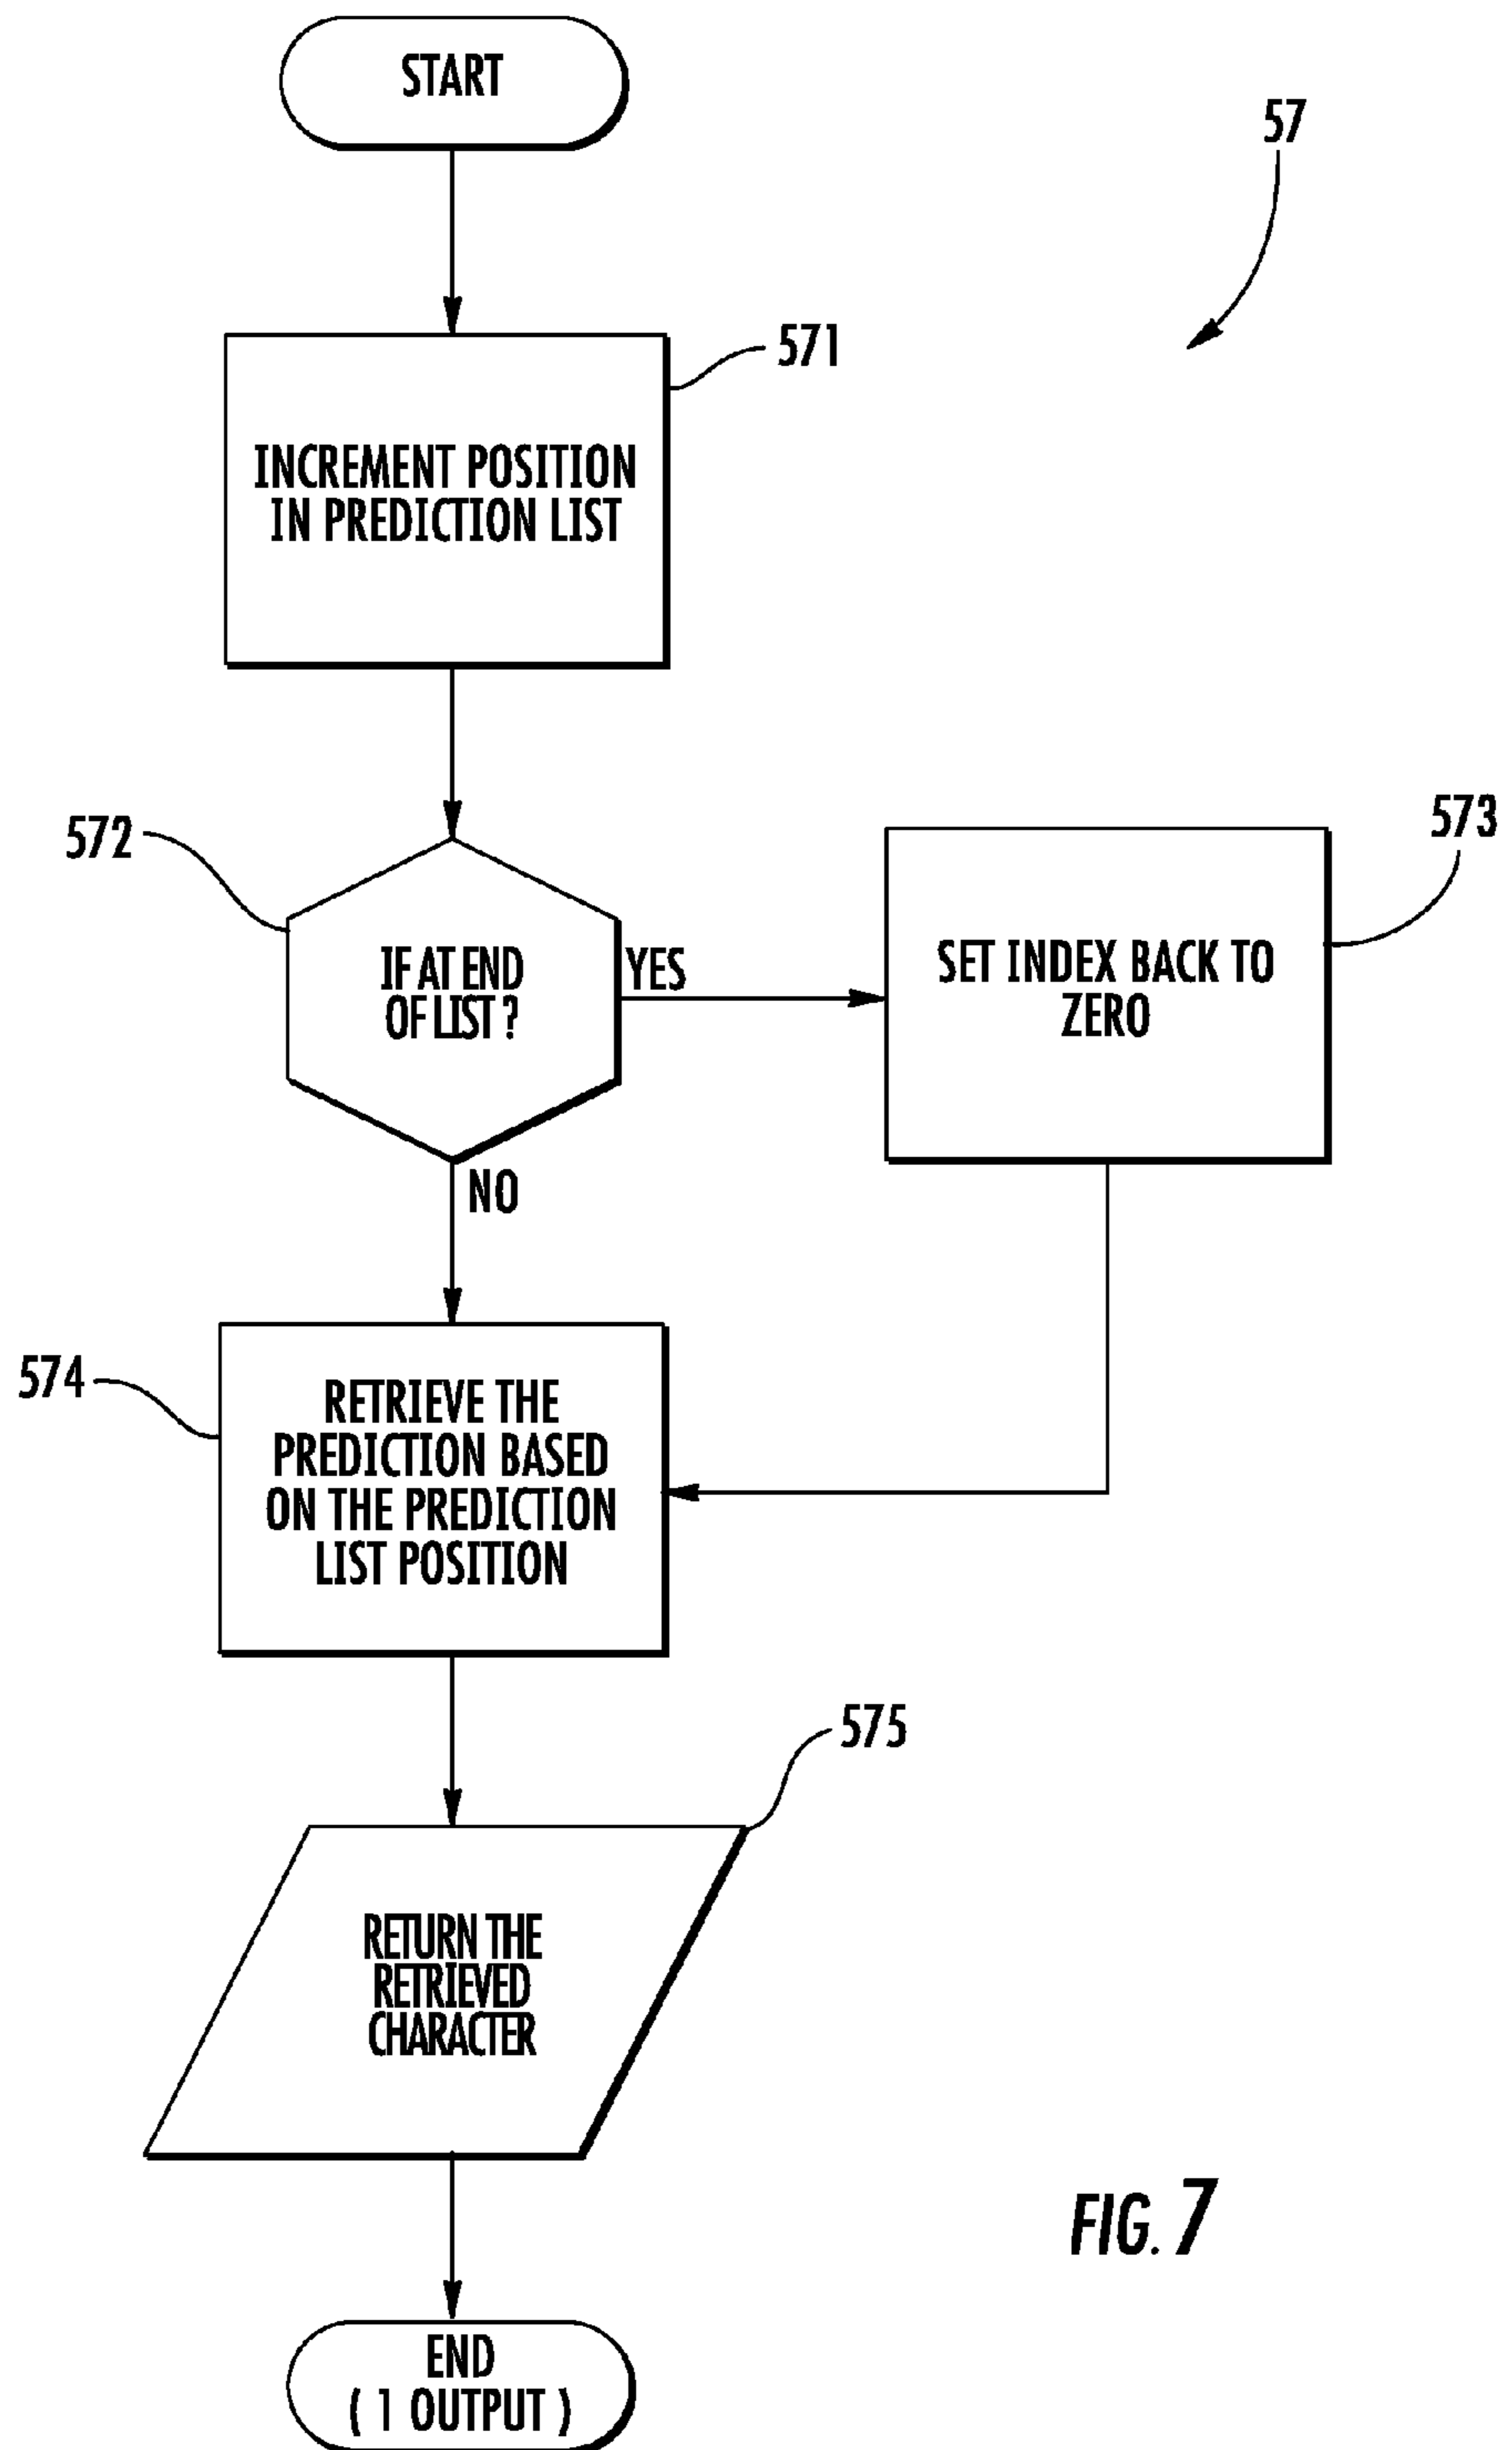 START
57
571
INCREMENT POSITION
IN PREDICTION LIST
572
IF AT END
OF LIST?
YES
573
SET INDEX BACK TO
ZERO
NO
574
RETRIEVE THE
PREDICTION BASED
ON THE PREDICTION
LIST POSITION
575
RETURN THE
RETRIEVED
CHARACTER
FIG. 7
END
( 1 OUTPUT )